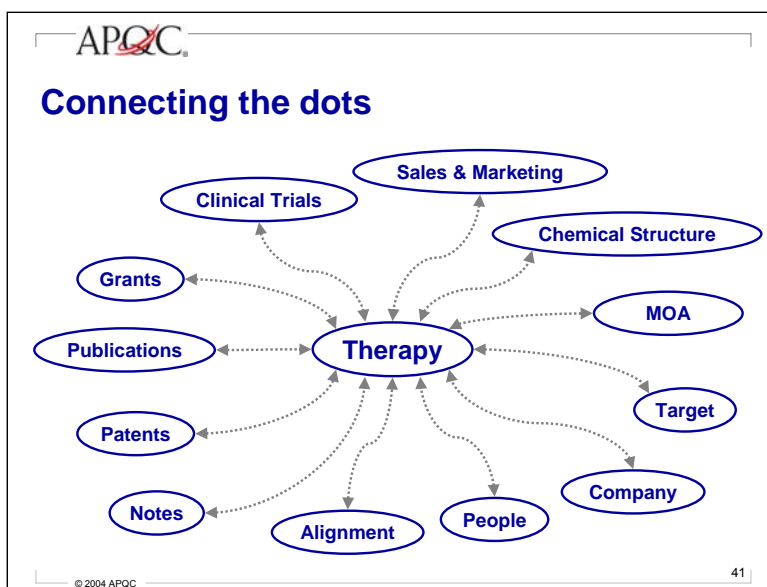 APQC®
Connecting the dots
Sales & Marketing
Clinical Trials
Chemical Structure
Grants
MOA
Publications
Therapy
Target
Patents
Company
Notes
People
Alignment
41
© 2004 APQC